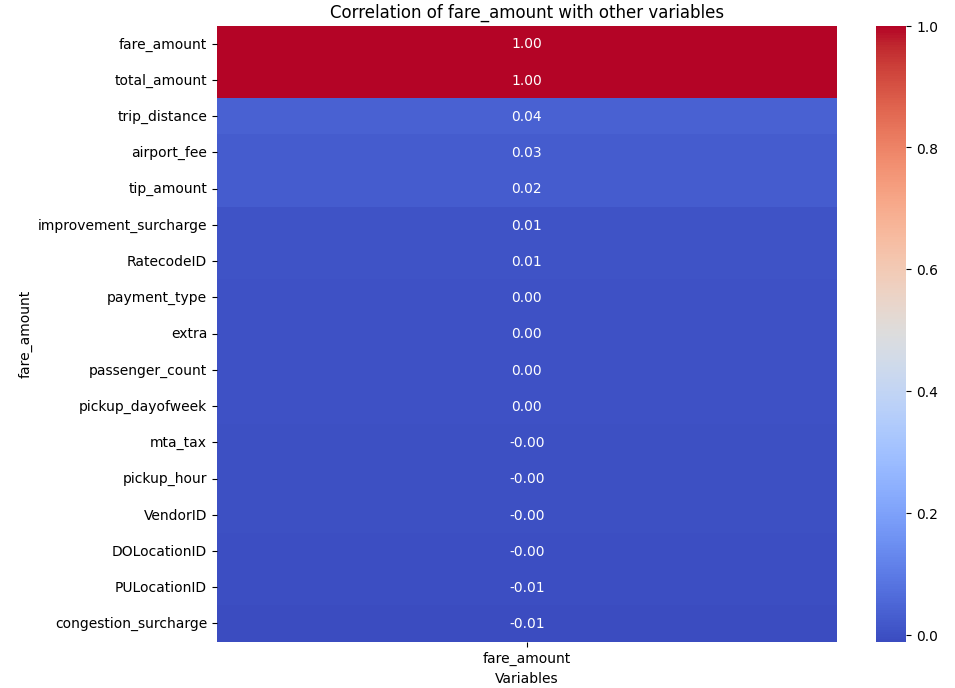 Correlation of fare_amount with other variables
fare_amount 1.00
total_amount 1.00
trip_distance 0.04
airport_fee 0.03
tip_amount 0.02
improvement_surcharge 0.01
RatecodeID 0.01
payment_type 0.00
extra 0.00
passenger_count 0.00
pickup_dayofweek 0.00
mta_tax -0.00
pickup_hour -0.00
VendorID -0.00
DOLocationID -0.00
PULocationID -0.01
congestion_surcharge -0.01
fare_amount
fare_amount
Variables
1.0
0.8
0.6
0.4
0.2
0.0